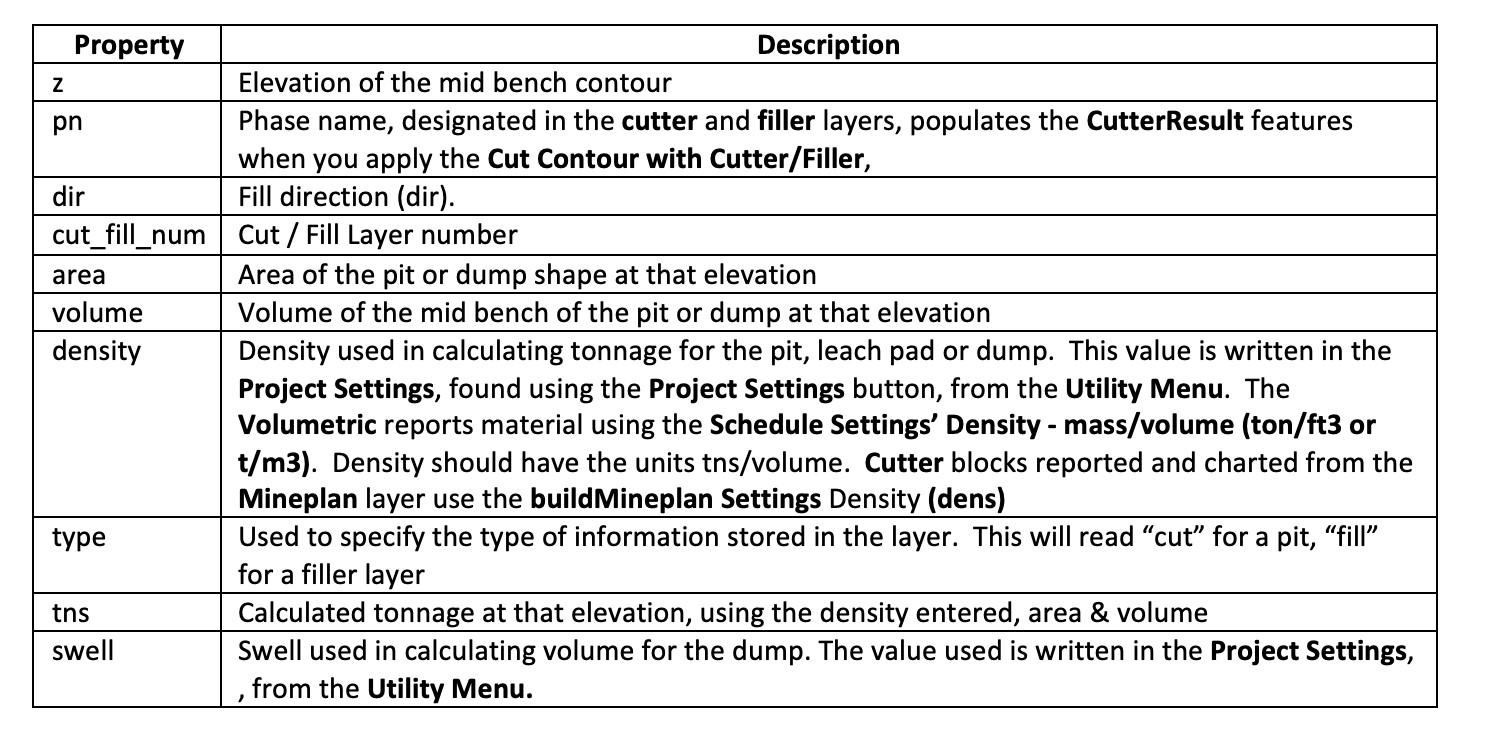 Property Description
z Elevation of the mid bench contour
pn Phase name, designated in the cutter and filler layers, populates the CutterResult features
when you apply the Cut Contour with Cutter/Filler,
dir Fill direction (dir).
cut_fill_num Cut / Fill Layer number
area Area of the pit or dump shape at that elevation
volume Volume of the mid bench of the pit or dump at that elevation
density Density used in calculating tonnage for the pit, leach pad or dump.  This value is written in the
Project Settings, found using the Project Settings button, from the Utility Menu.  The
Volumetric reports material using the Schedule Settings’ Density - mass/volume (ton/ft3 or
t/m3).  Density should have the units tns/volume.  Cutter blocks reported and charted from the
Mineplan layer use the buildMineplan Settings Density (dens)
type Used to specify the type of information stored in the layer.  This will read “cut” for a pit, “fill”
for a filler layer
tns Calculated tonnage at that elevation, using the density entered, area & volume
swell Swell used in calculating volume for the dump. The value used is written in the Project Settings,
, from the Utility Menu.